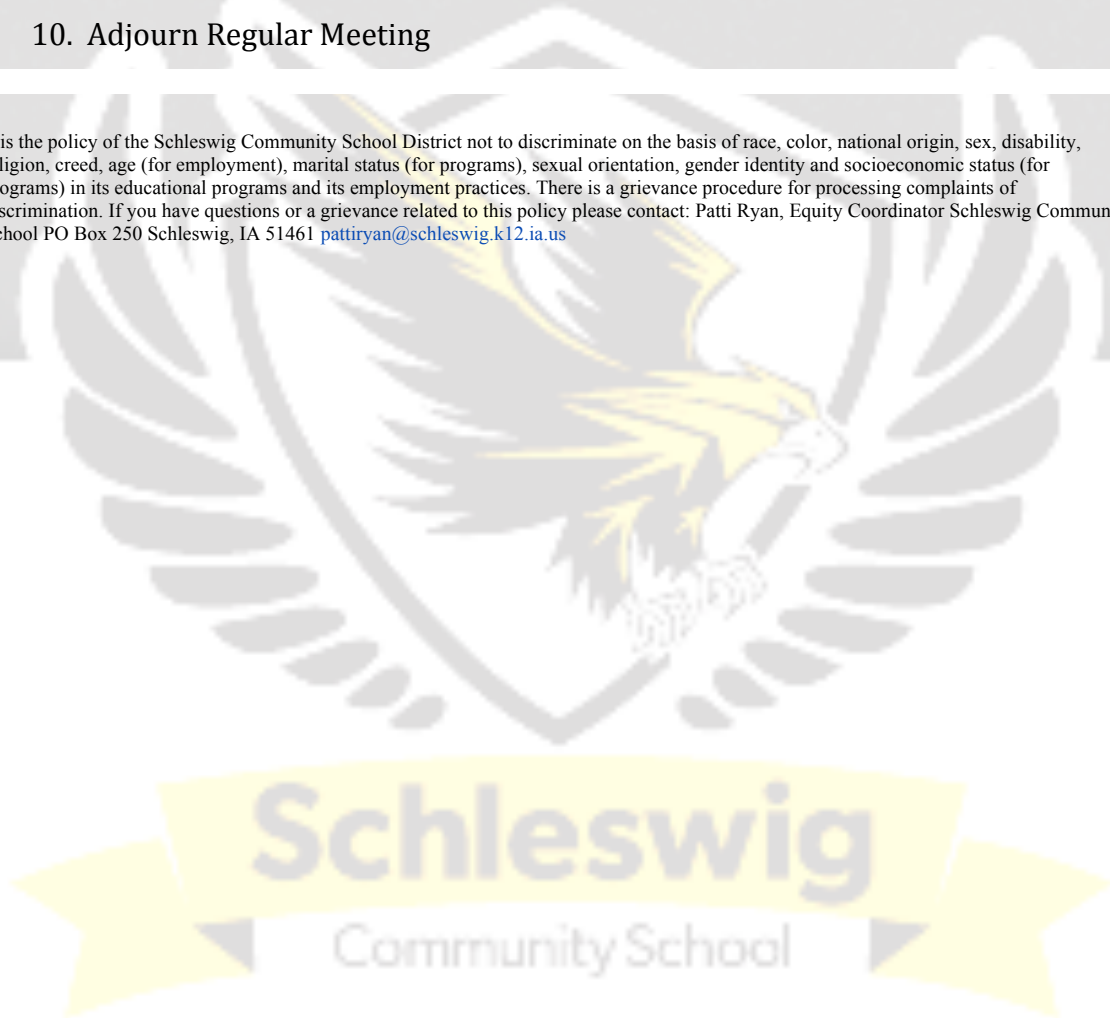 10. Adjourn Regular Meeting
is the policy of the Schleswig Community School District not to discriminate on the basis of race, color, national origin, sex, disability,
ligion, creed, age (for employment), marital status (for programs), sexual orientation, gender identity and socioeconomic status (for
ograms) in its educational programs and its employment practices. There is a grievance procedure for processing complaints of
scrimination. If you have questions or a grievance related to this policy please contact: Patti Ryan, Equity Coordinator Schleswig Commun
chool PO Box 250 Schleswig, IA 51461 pattiryan@schleswig.k12.ia.us
Schleswig
Community School